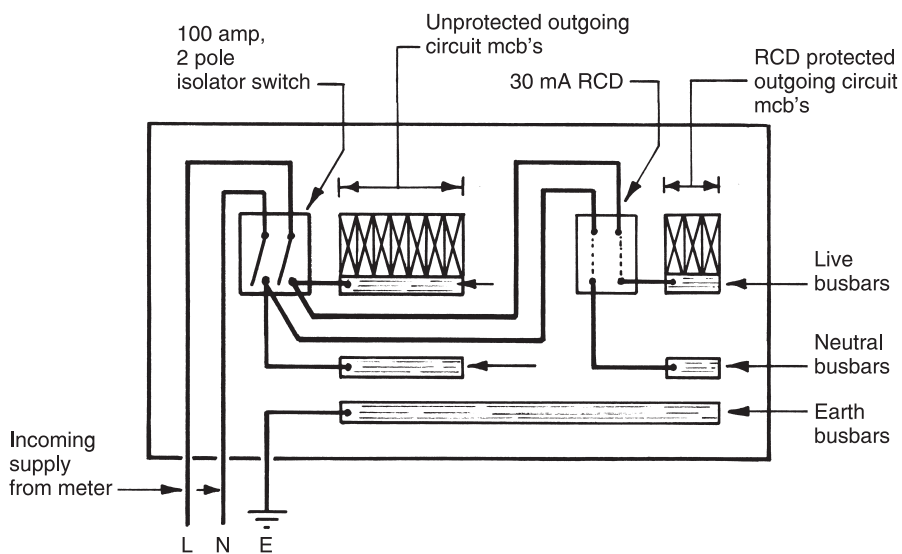 100 amp,
2 pole
isolator switch
Unprotected outgoing
circuit mcb's
30 mA RCD
RCD protected
outgoing circuit
mcb's
Live
busbars
Neutral
busbars
Earth
busbars
Incoming
supply
from meter
L N E